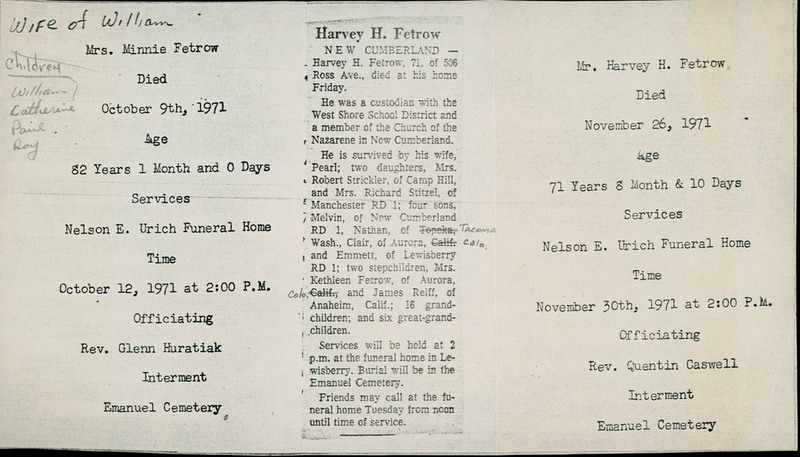 Wife of William
Mrs. Minnie Fetrow
Children
William
Catherine
Paul
Roy
Died
October 9th, 1971
Age
82 Years 1 Month and 0 Days
Services
Nelson E. Urich Funeral Home
Time
October 12, 1971 at 2:00 P.M.
Officiating
Rev. Glenn Huratiak
Interment
Emanuel Cemetery
Harvey H. Fetrow
NEW CUMBERLAND —
Harvey H. Fetrow, 71, of 506
Ross Ave., died at his home
Friday.
He was a custodian with the
West Shore School District and
a member of the Church of the
Nazarene in New Cumberland.
He is survived by his wife,
Pearl; two daughters, Mrs.
Robert Strickler, of Camp Hill,
and Mrs. Richard Stitzel, of
Manchester RD 1; four sons,
Melvin, of New Cumberland
RD 1, Nathan, of Topeka, Tacoma
Wash., Clair, of Aurora, Calif. Colo,
and Emmett, of Lewisberry
RD 1; two stepchildren, Mrs.
Kethleen Fetrow, of Aurora,
Colo, Calif., and James Reiff, of
Anaheim, Calif.; 16 grand-
children; and six great-grand-
children.
Services will be held at 2
p.m. at the funeral home in Le-
wisberry. Burial will be in the
Emanuel Cemetery.
Friends may call at the fu-
neral home Tuesday from noon
until time of service.
Mr. Harvey H. Fetrow
Died
November 26, 1971
Age
71 Years 8 Month & 10 Days
Services
Nelson E. Urich Funeral Home
Time
November 30th, 1971 at 2:00 P.M.
Officiating
Rev. Quentin Caswell
Interment
Emanuel Cemetery